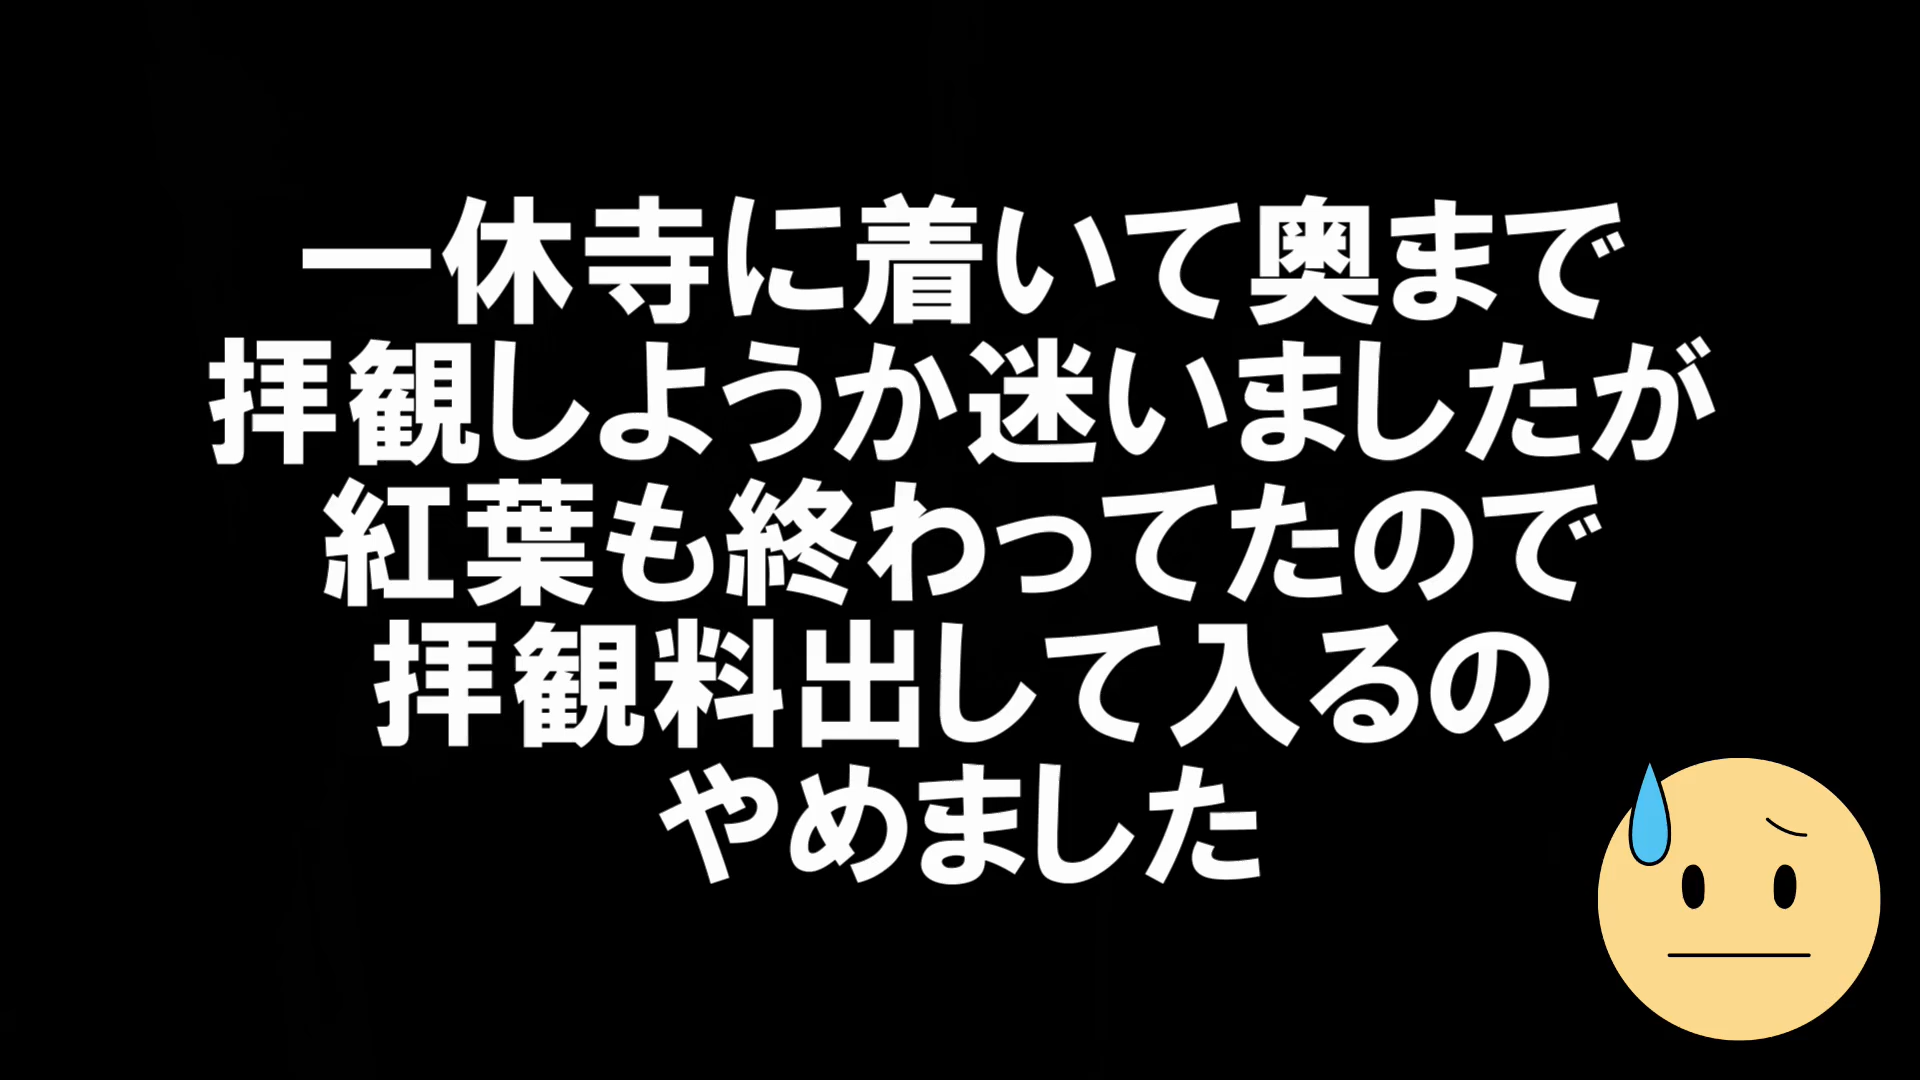 一休寺に着いて奥まで
拝観しようか迷いましたが
紅葉も終わってたので
拝観料出して入るの
やめました